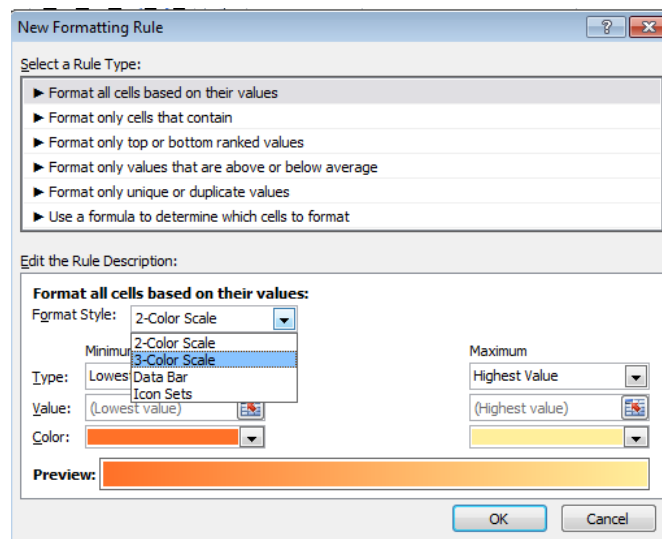 New Formatting Rule
Select a Rule Type:
► Format all cells based on their values
► Format only cells that contain
► Format only top or bottom ranked values
► Format only values that are above or below average
► Format only unique or duplicate values
► Use a formula to determine which cells to format
Edit the Rule Description:
Format all cells based on their values:
Format Style: 2-Color Scale
2-Color Scale
3-Color Scale
Data Bar
Icon Sets
Maximum
Type: Highest Value
Value: (Lowest value) (Highest value)
Color:
Preview:
OK Cancel